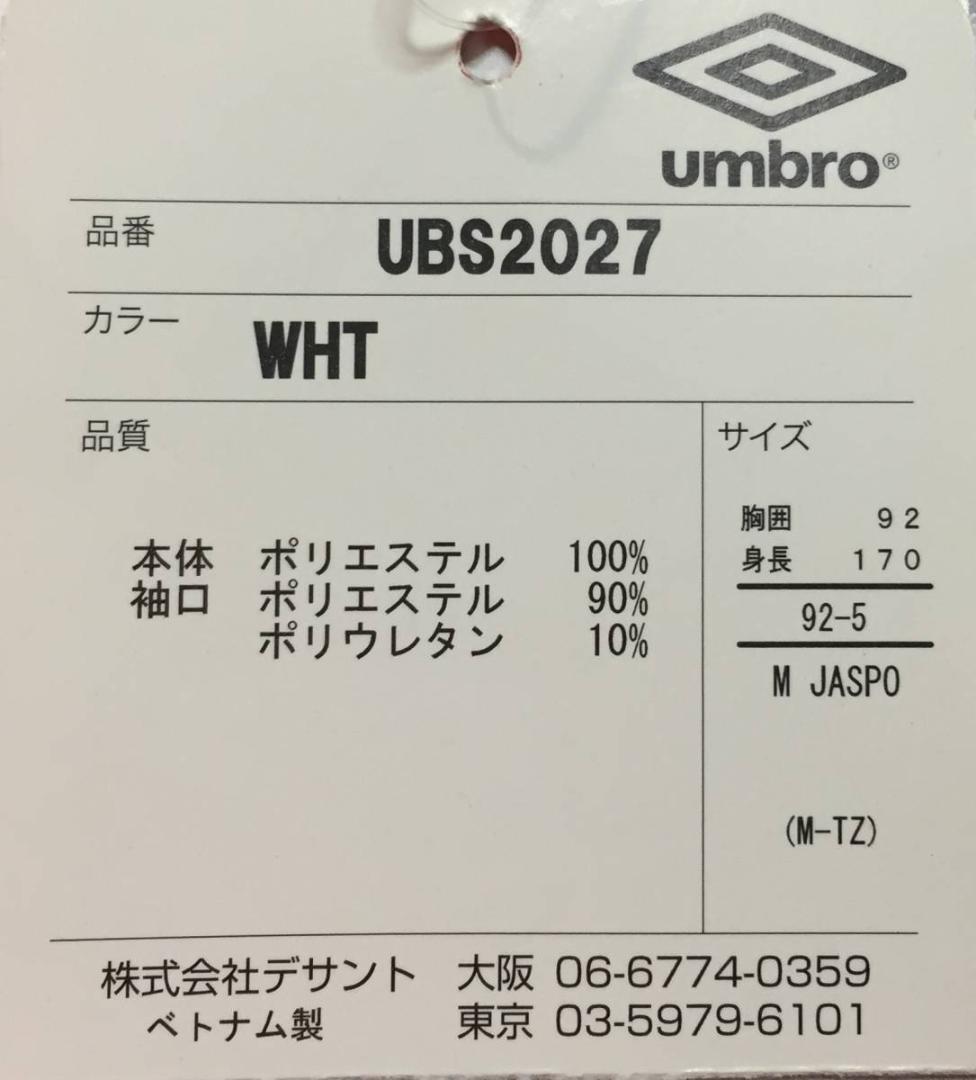 umbro®
品番 UBS2027
カラー WHT
品質
本体 ポリエステル 100%
袖口 ポリエステル 90%
ポリウレタン 10%
サイズ
胸囲 92
身長 170
92-5
M JASPO
(M-TZ)
株式会社デサント 大阪 06-6774-0359
ベトナム製 東京 03-5979-6101